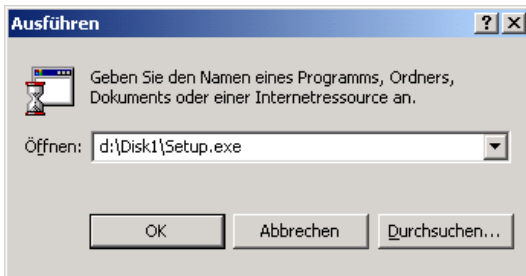 Ausführen
Geben Sie den Namen eines Programms, Ordners,
Dokuments oder einer Internetressource an.
Öffnen: d:\Disk1\Setup.exe
OK Abbrechen Durchsuchen...